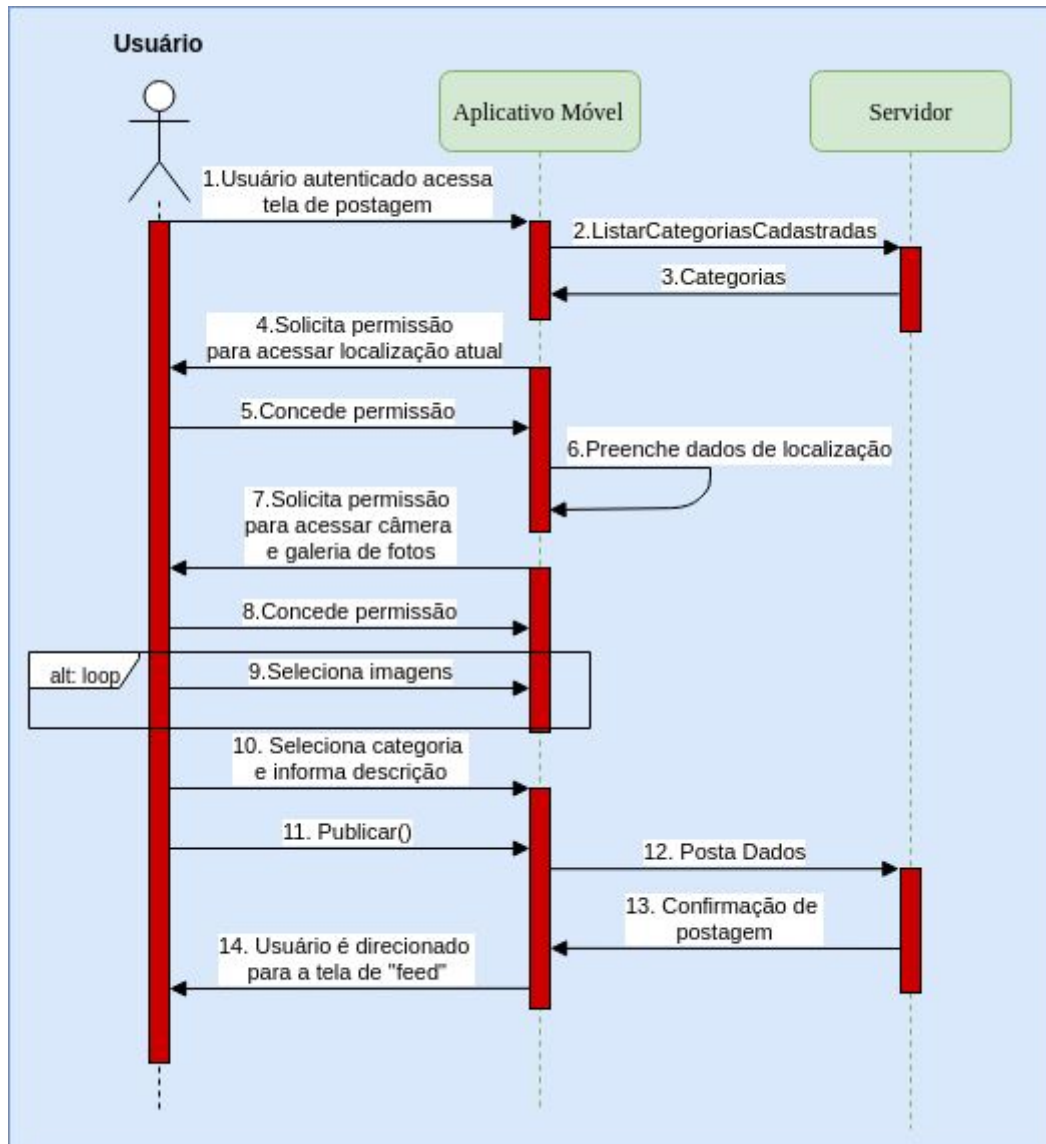 Usuário
Aplicativo Móvel
Servidor
1.Usuário autenticado acessa
tela de postagem
2.ListarCategoriasCadastradas
3.Categorias
4.Solicita permissão
para acessar localização atual
5.Concede permissão
6.Preenche dados de localização
7.Solicita permissão
para acessar câmera
e galeria de fotos
8.Concede permissão
alt: loop
9.Seleciona imagens
10. Seleciona categoria
e informa descrição
11. Publicar()
12. Posta Dados
13. Confirmação de
postagem
14. Usuário é direcionado
para a tela de "feed"